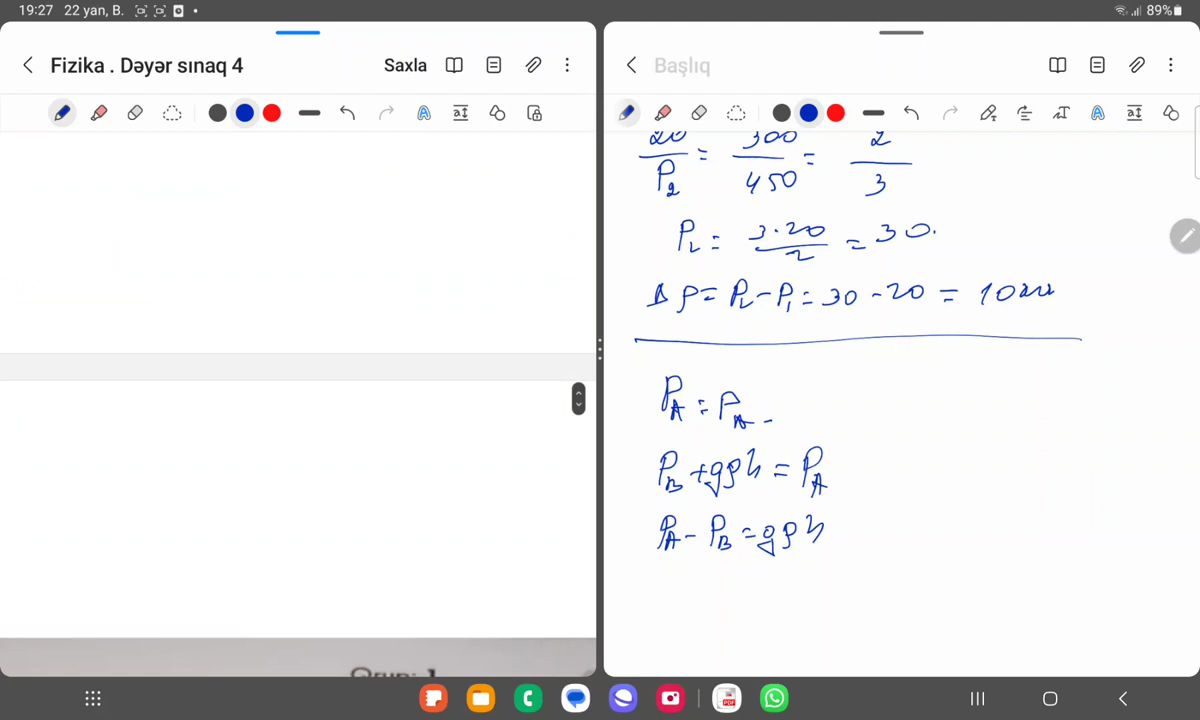 19:27 22 yan, B. 89%
Fizika . Dəyər sınaq 4
Saxla
Başlıq
20/P₂ = 300/450 = 2/3
P₂ = 3·20/2 = 30.
Δp = P₂ - P₁ = 30 - 20 =
P_A = P_A -
P_B + gρh = P_A
P_A - P_B = gρh